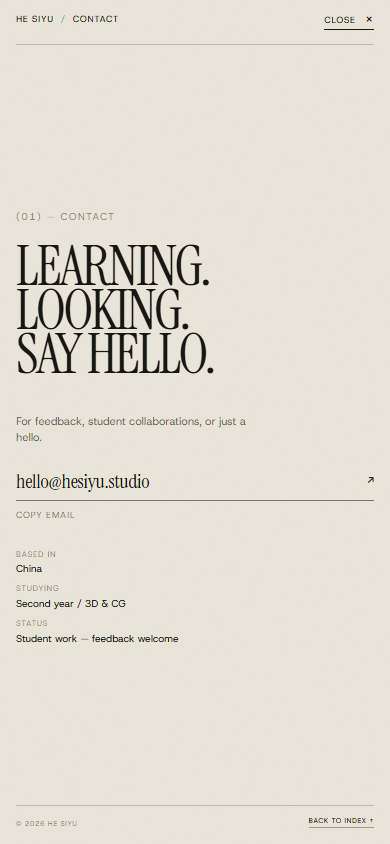 HE SIYU / CONTACT
CLOSE ×
(01) — CONTACT
LEARNING.
LOOKING.
SAY HELLO.
For feedback, student collaborations, or just a
hello.
hello@hesiyu.studio ↗
COPY EMAIL
BASED IN
China
STUDYING
Second year / 3D & CG
STATUS
Student work — feedback welcome
© 2026 HE SIYU
BACK TO INDEX ↑